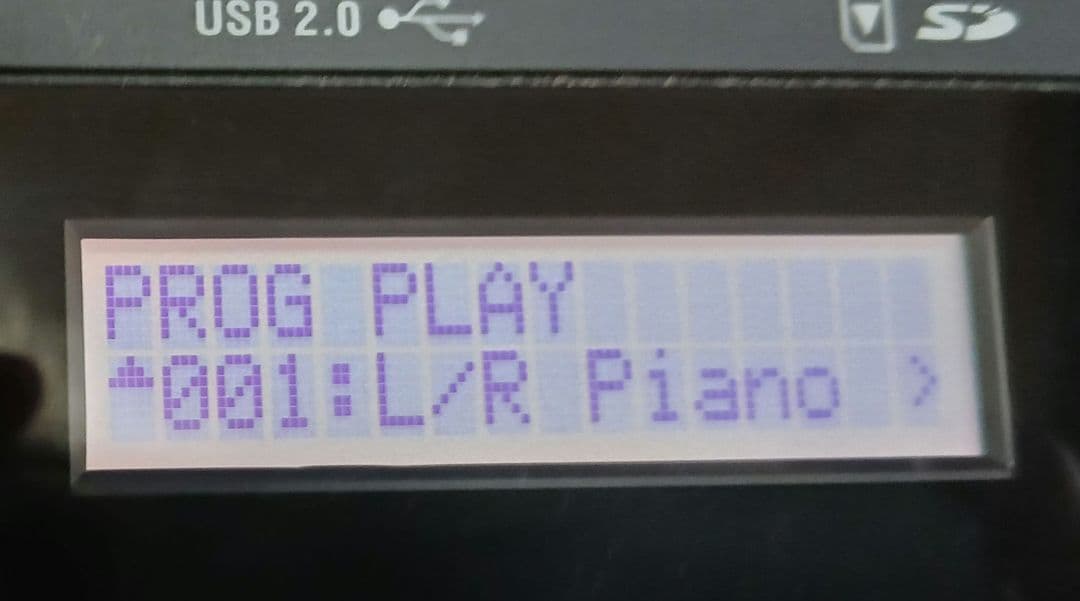 USB 2.0
SD
PROG PLAY
001:L/R Piano >